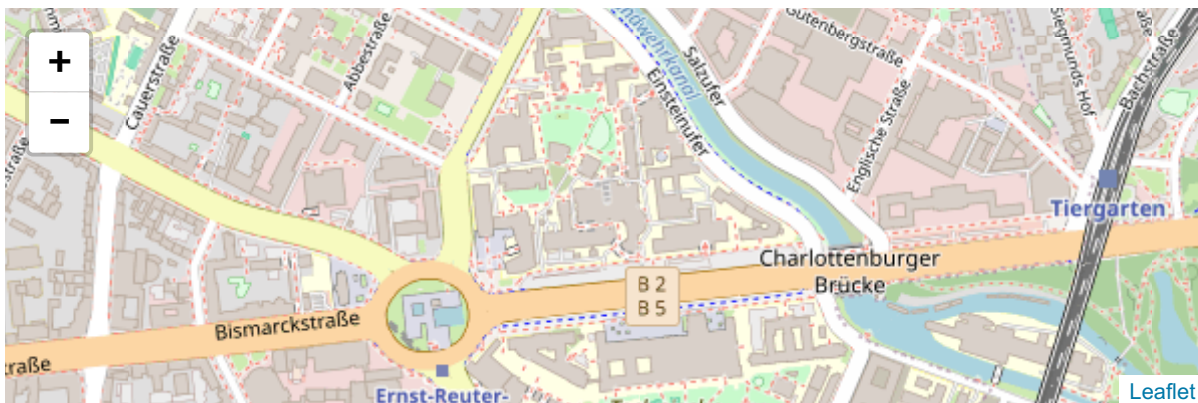 +
−
Cauerstraße
Abbestraße
Landwehrkanal
Einsteinufer
Salzufer
Gutenbergstraße
Englische Straße
Siegmunds Hof
Bachstraße
Tiergarten
Charlottenburger
Brücke
B 2
B 5
Bismarckstraße
straße
Ernst-Reuter-
Leaflet